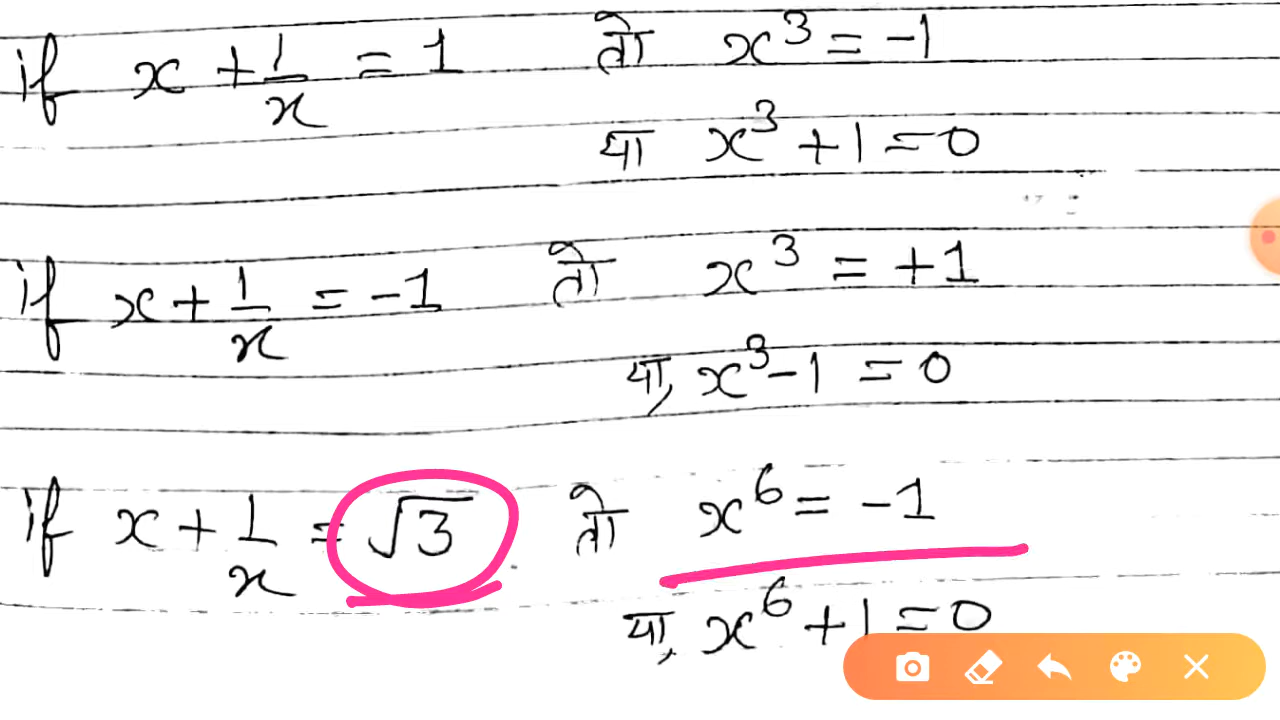 if x + 1/x = 1 तो x³ = -1
या x³ + 1 = 0
if x + 1/x = -1 तो x³ = +1
या, x³ - 1 = 0
if x + 1/x = √3 तो x⁶ = -1
या, x⁶ + 1 = 0